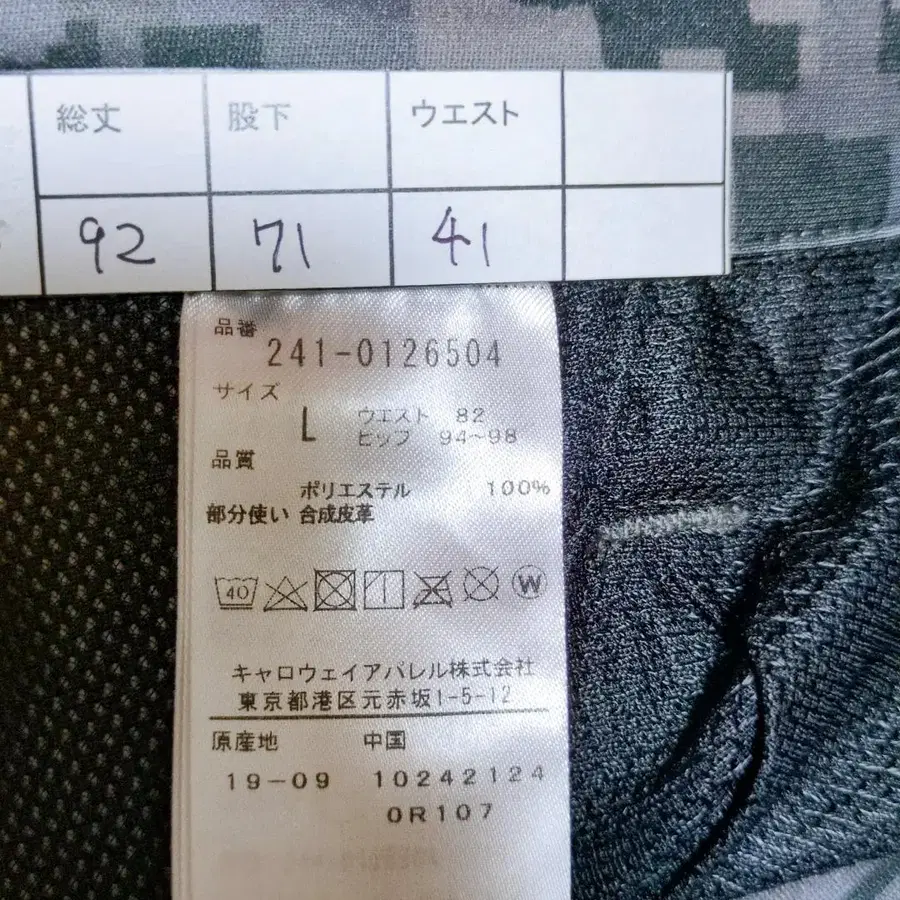 総丈 股下 ウエスト
92 71 41
品番
241-0126504
サイズ
L ウエスト 82
ヒップ 94~98
品質
ポリエステル 100%
部分使い 合成皮革
40 W
キャロウェイアパレル株式会社
東京都港区元赤坂1-5-12
原産地 中国
19-09 10242124
0R107